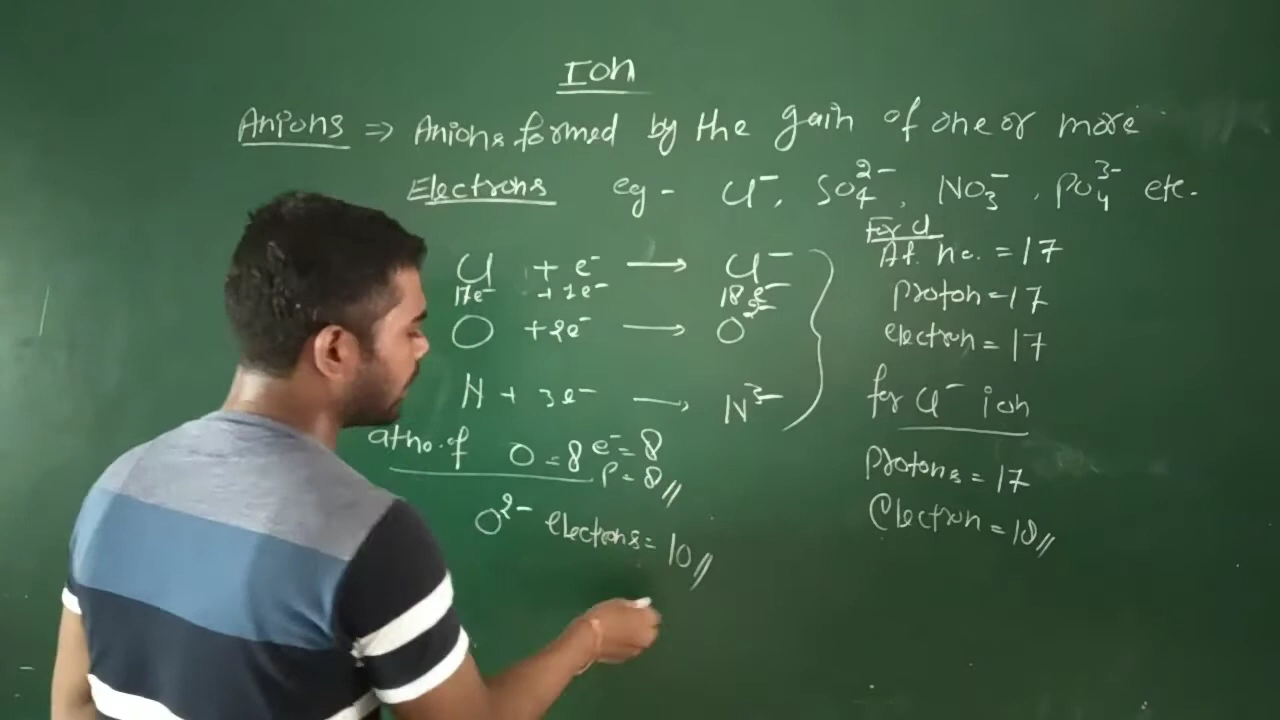 Ion
Anions ⇒ Anions formed by the gain of one or more
Electrons eg - Cl⁻, SO₄²⁻, NO₃⁻, PO₄³⁻ etc.
Cl + e⁻ → Cl⁻
17e⁻ +1e⁻ 18e⁻
O +2e⁻ → O²⁻
N + 3e⁻ → N³⁻
at no. of O = 8 e⁻ = 8
P = 8//
O²⁻ electrons = 10//
For Cl
At. no. = 17
Proton = 17
electron = 17
for Cl⁻ ion
Protons = 17
Electron = 18//